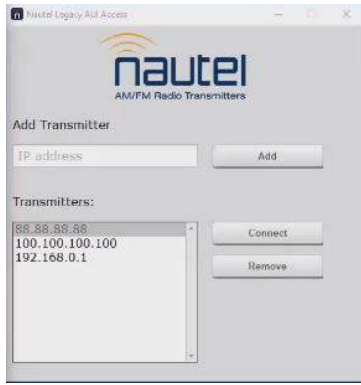 Nautel Legacy AUI Access
nautel
AM/FM Radio Transmitters
Add Transmitter
IP address
Add
Transmitters:
88.88.88.88
100.100.100.100
192.168.0.1
Connect
Remove